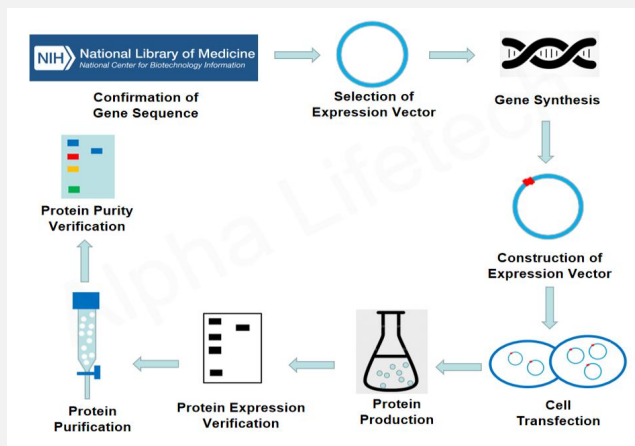 NIH
National Library of Medicine
National Center for Biotechnology Information
Confirmation of
Gene Sequence
Selection of
Expression Vector
Gene Synthesis
Construction of
Expression Vector
Cell
Transfection
Protein
Production
Protein Expression
Verification
Protein
Purification
Protein Purity
Verification
Alpha Lifetech